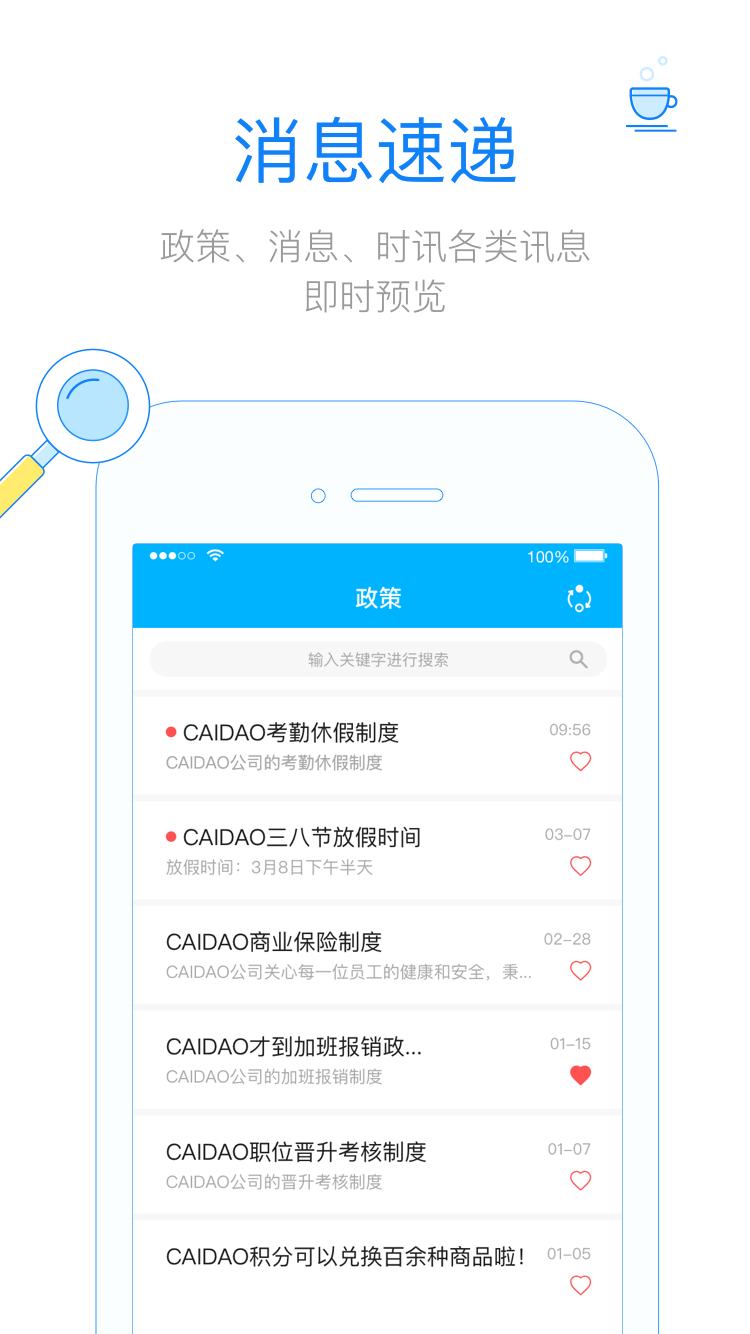 消息速递
政策、消息、时讯各类讯息
即时预览
100%
政策
输入关键字进行搜索
CAIDAO考勤休假制度
09:56
CAIDAO公司的考勤休假制度
CAIDAO三八节放假时间
03-07
放假时间：3月8日下午半天
CAIDAO商业保险制度
02-28
CAIDAO公司关心每一位员工的健康和安全，秉...
CAIDAO才到加班报销政...
01-15
CAIDAO公司的加班报销制度
CAIDAO职位晋升考核制度
01-07
CAIDAO公司的晋升考核制度
CAIDAO积分可以兑换百余种商品啦！
01-05